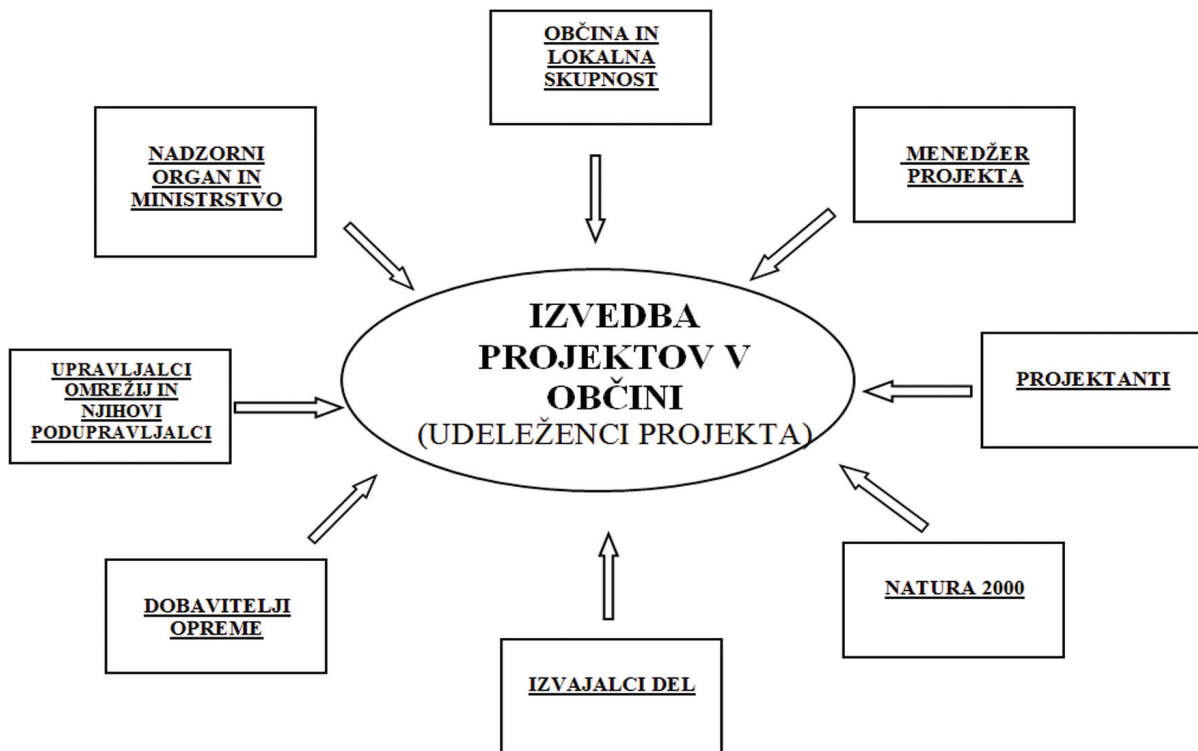 OBČINA IN
LOKALNA
SKUPNOST
NADZORNI
ORGAN IN
MINISTRSTVO
MENEDŽER
PROJEKTA
IZVEDBA
PROJEKTOV V
OBČINI
(UDELEŽENCI PROJEKTA)
UPRAVLJALCI
OMREŽIJ IN
NJIHOVI
PODUPRAVLJALCI
PROJEKTANTI
DOBAVITELJI
OPREME
NATURA 2000
IZVAJALCI DEL